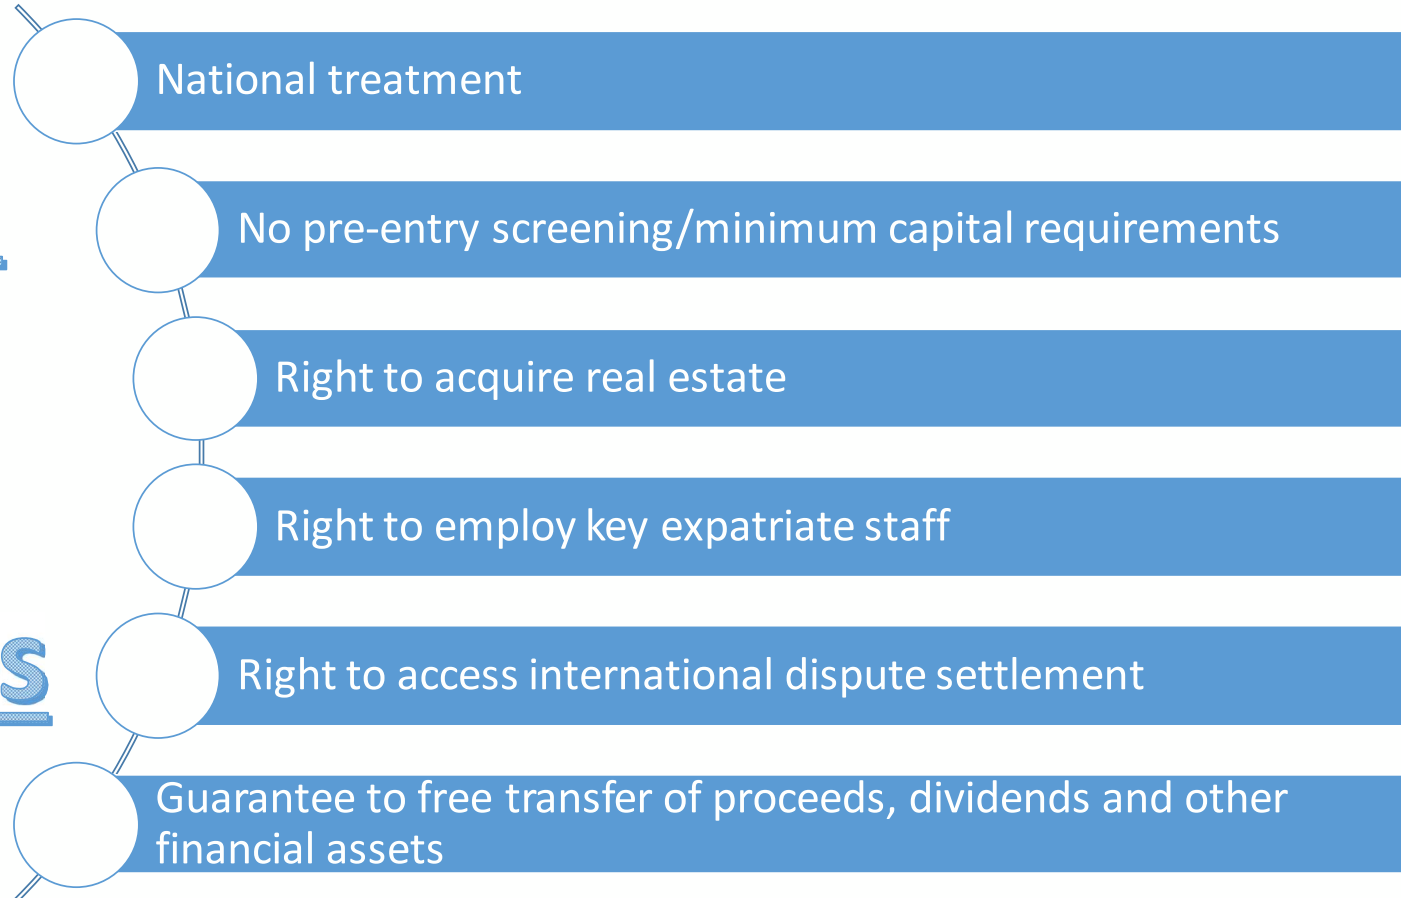 National treatment
No pre-entry screening/minimum capital requirements
Right to acquire real estate
Right to employ key expatriate staff
S
Right to access international dispute settlement
Guarantee to free transfer of proceeds, dividends and other
financial assets